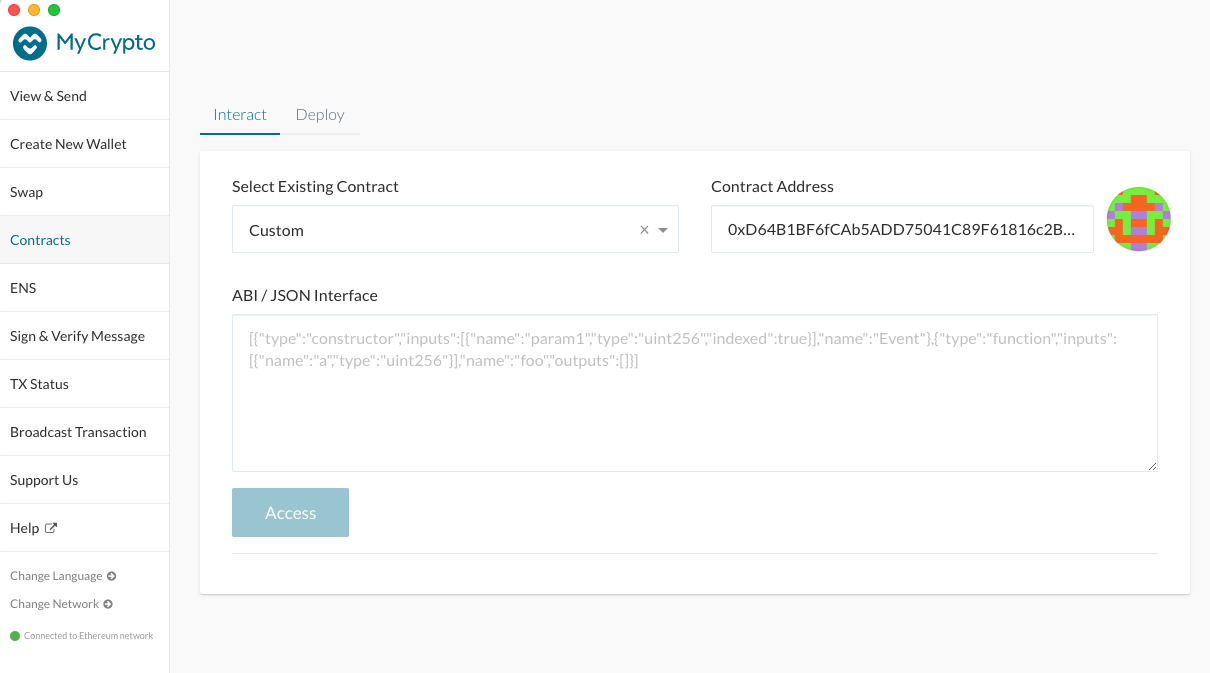 MyCrypto
View & Send
Create New Wallet
Swap
Contracts
ENS
Sign & Verify Message
TX Status
Broadcast Transaction
Support Us
Help
Change Language
Change Network
Connected to Ethereum network
Interact
Deploy
Select Existing Contract
Custom
Contract Address
0xD64B1BF6fCAb5ADD75041C89F61816c2B...
ABI / JSON Interface
[{"type":"constructor","inputs":[{"name":"param1","type":"uint256","indexed":true}],"name":"Event"},{"type":"function","inputs":
[{"name":"a","type":"uint256"}],"name":"foo","outputs":[]}]
Access